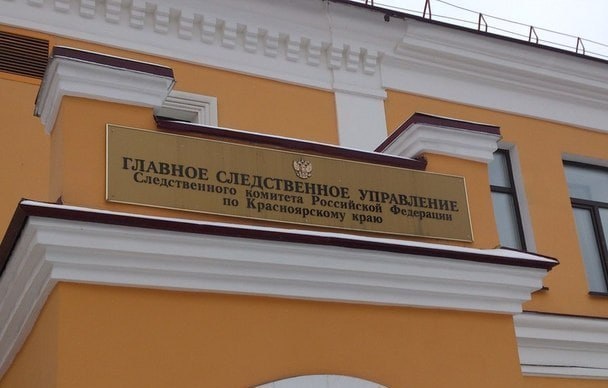 ГЛАВНОЕ СЛЕДСТВЕННОЕ УПРАВЛЕНИЕ
Следственного комитета Российской Федерации
по Красноярскому краю